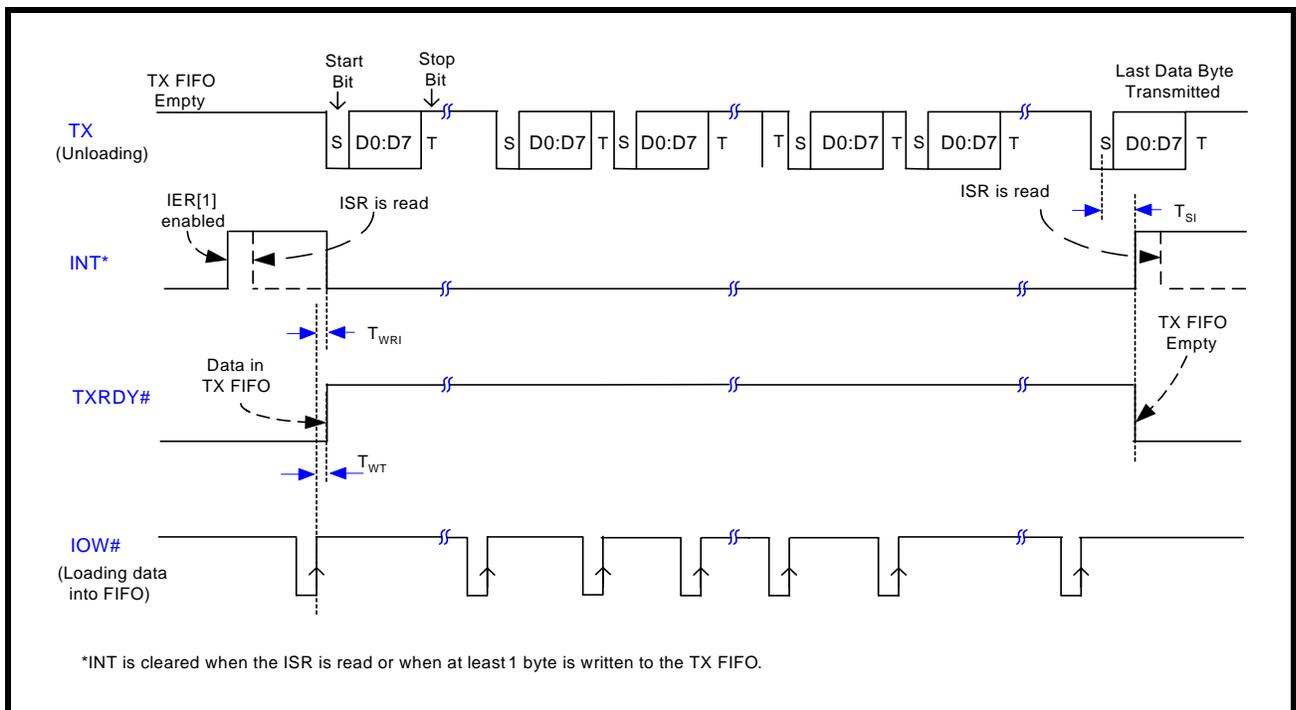 TX FIFO
Empty
Start
Bit
Stop
Bit
Last Data Byte
Transmitted
TX
(Unloading)
S D0:D7 T S D0:D7 T S D0:D7 T T S D0:D7 T S D0:D7 T S D0:D7 T
IER[1]
enabled
ISR is read
ISR is read
TSI
INT*
TWRI
TX FIFO
Empty
Data in
TX FIFO
TXRDY#
TWT
IOW#
(Loading data
into FIFO)
*INT is cleared when the ISR is read or when at least 1 byte is written to the TX FIFO.